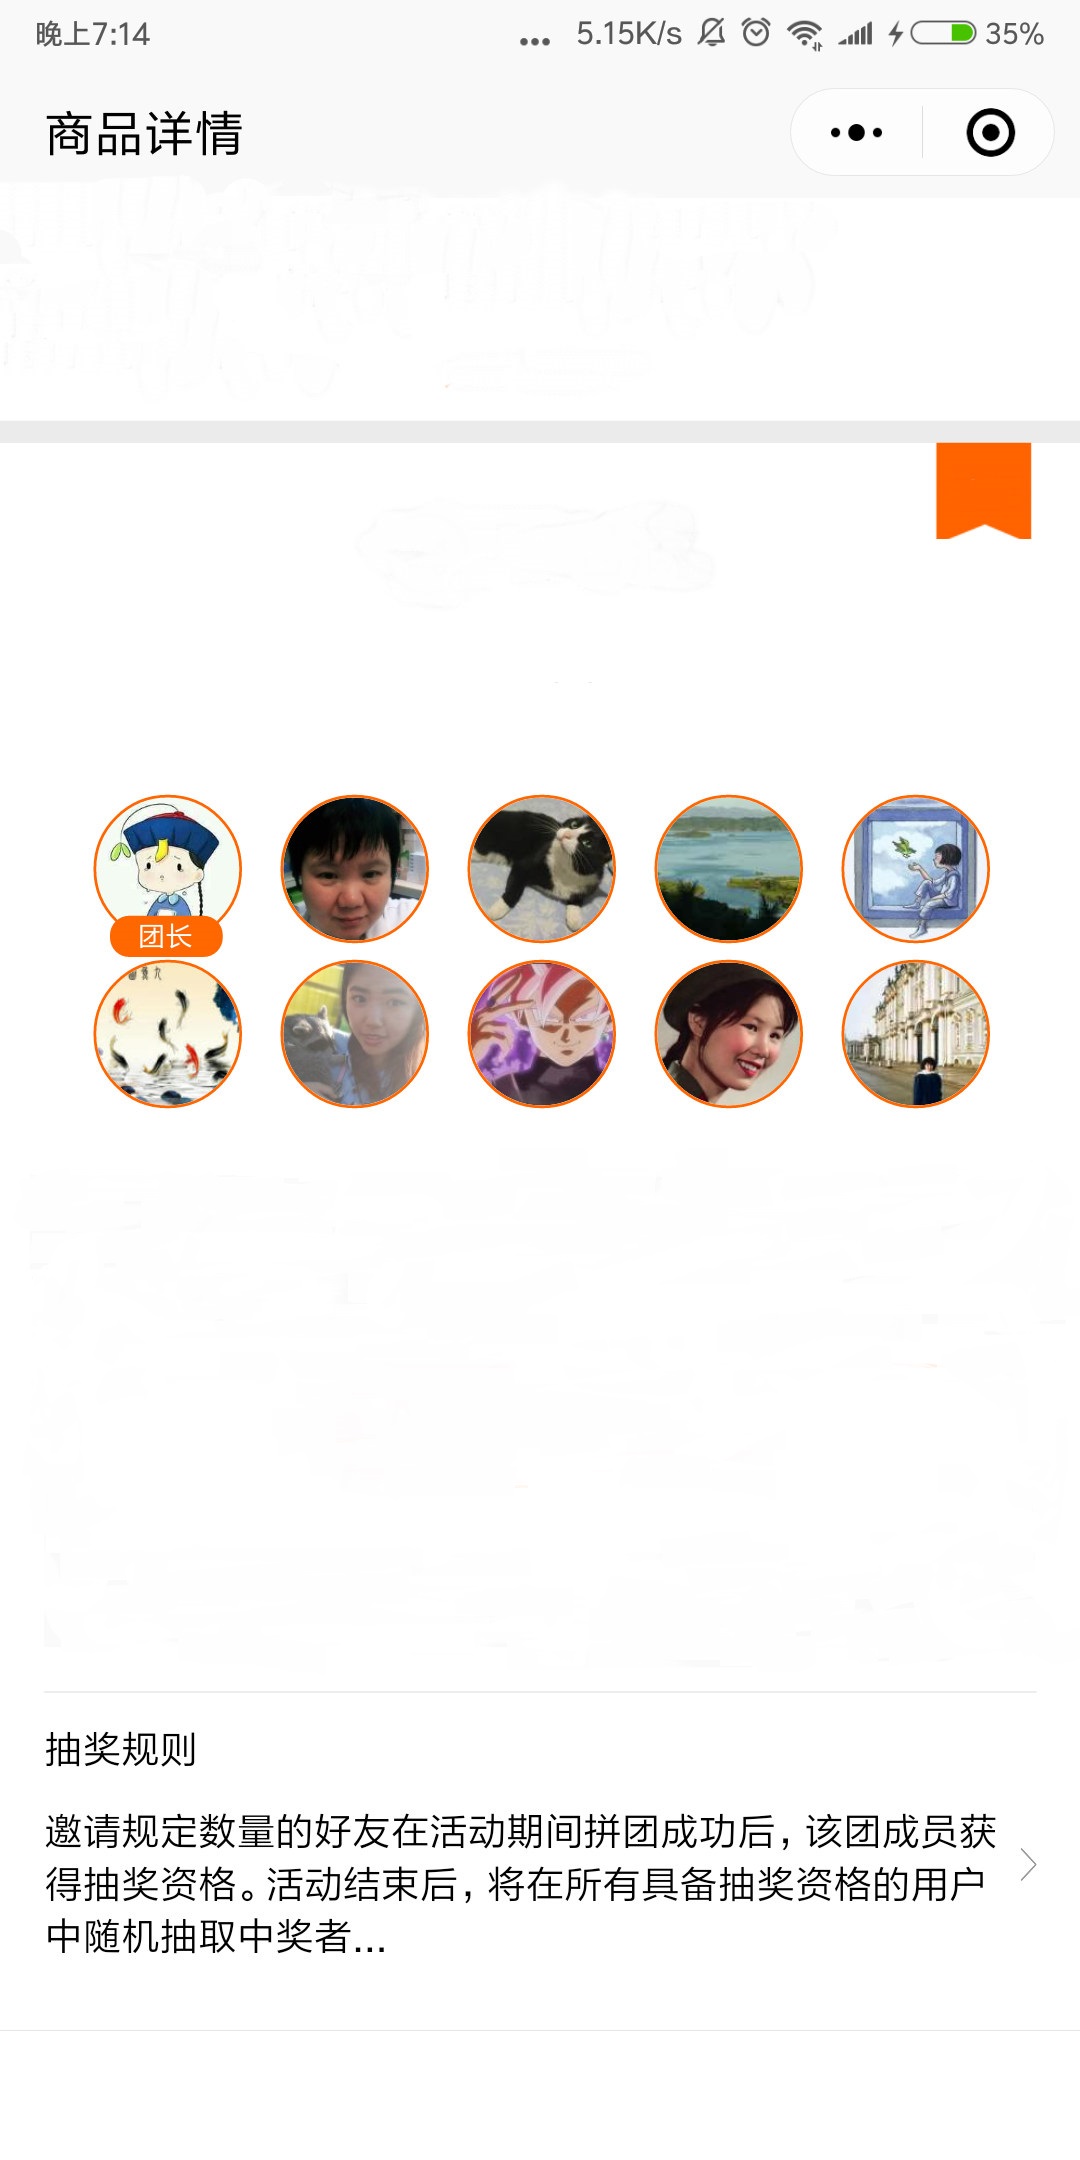 晚上7:14 ... 5.15K/s 35%
商品详情
团长
抽奖规则
邀请规定数量的好友在活动期间拼团成功后，该团成员获
得抽奖资格。活动结束后，将在所有具备抽奖资格的用户
中随机抽取中奖者...